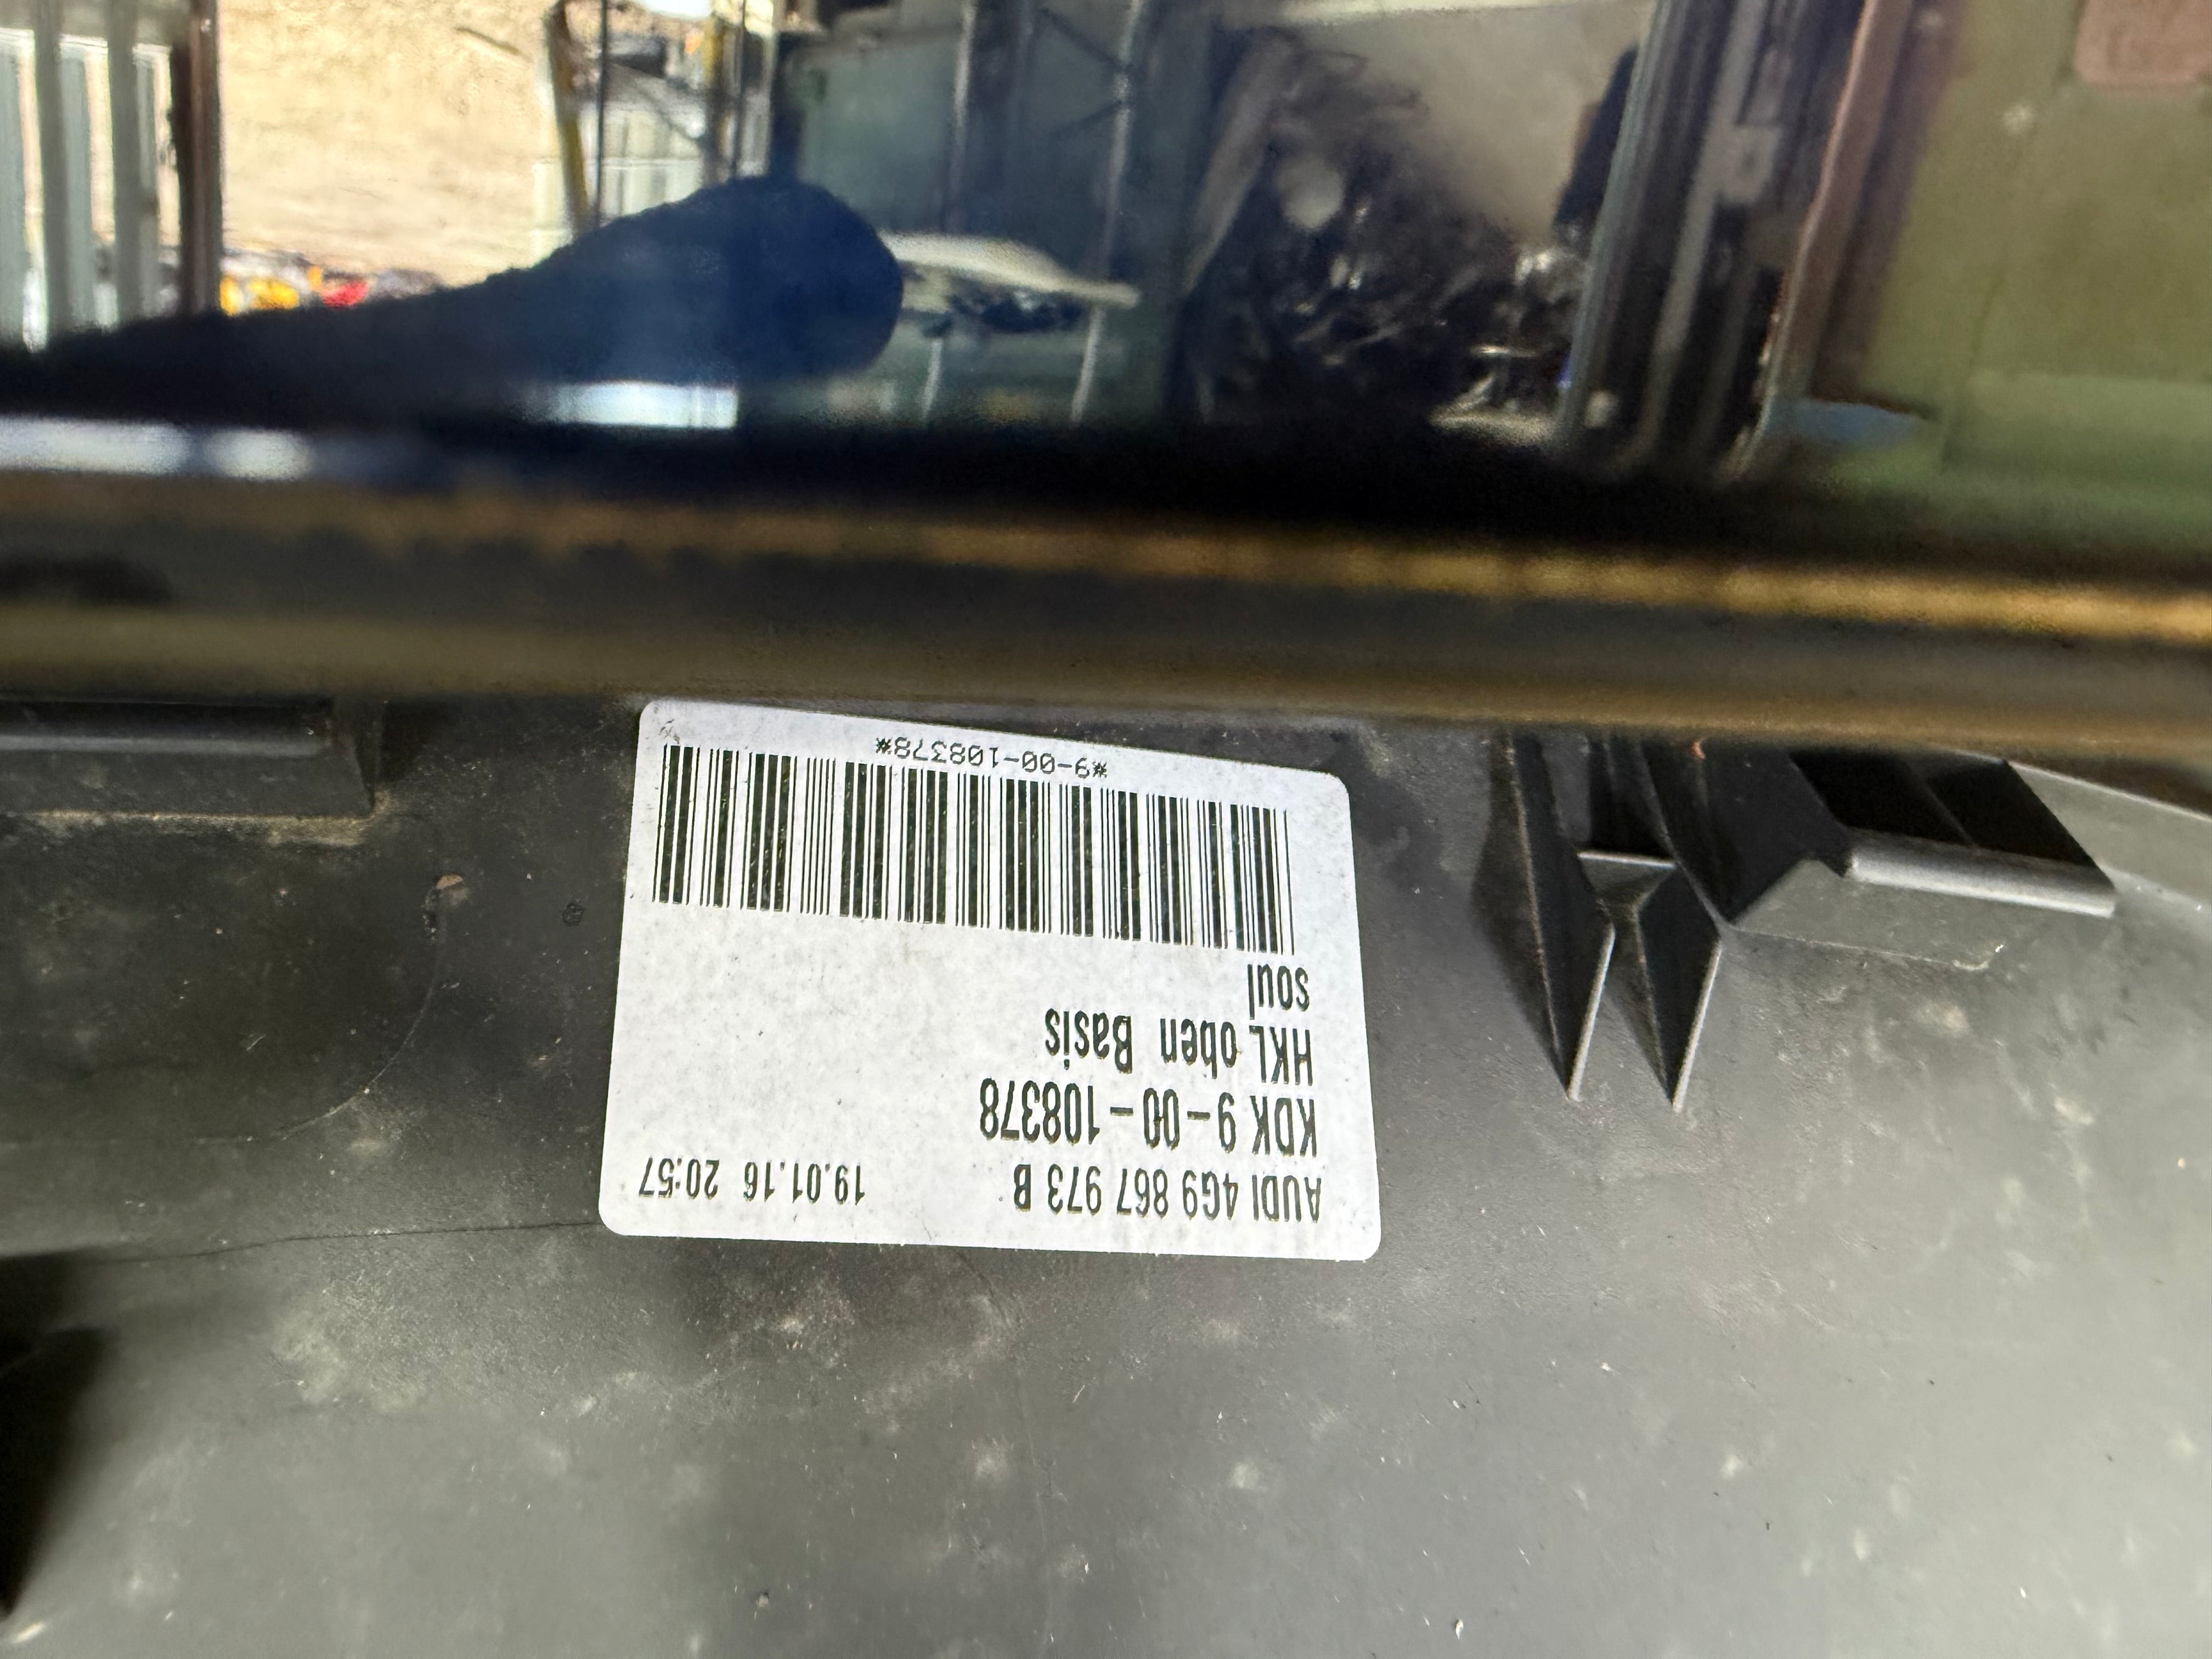 AUDI 4G9 867 973 B 19.01.16 20:57
KDK 9-00-108378
HKL oben Basis
soul
*9-00-108378*